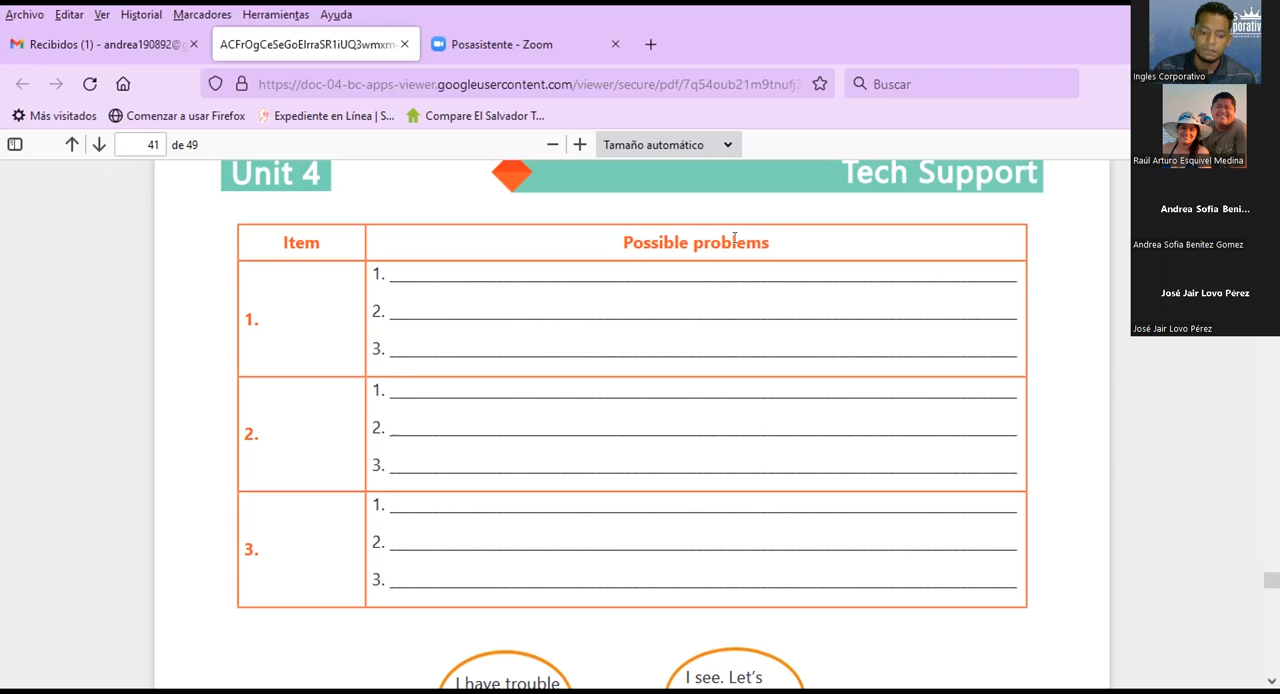 Archivo Editar Ver Historial Marcadores Herramientas Ayuda
Recibidos (1) - andrea190892@g
ACFrOgCeSeGoElrraSR1iUQ3wmxm
Posasistente - Zoom
https://doc-04-bc-apps-viewer.googleusercontent.com/viewer/secure/pdf/7q54oub21m9tnufj3
Buscar
Más visitados
Comenzar a usar Firefox
Expediente en Línea | S...
Compare El Salvador T...
41 de 49
Tamaño automático
Unit 4
Tech Support
Item
Possible problems
1.
1.
2.
3.
2.
1.
2.
3.
3.
1.
2.
3.
I have trouble
I see. Let's
Ingles Corporativo
Raúl Arturo Esquivel Medina
Andrea Sofia Beni...
Andrea Sofia Benitez Gomez
José Jair Lovo Pérez
José Jair Lovo Pérez